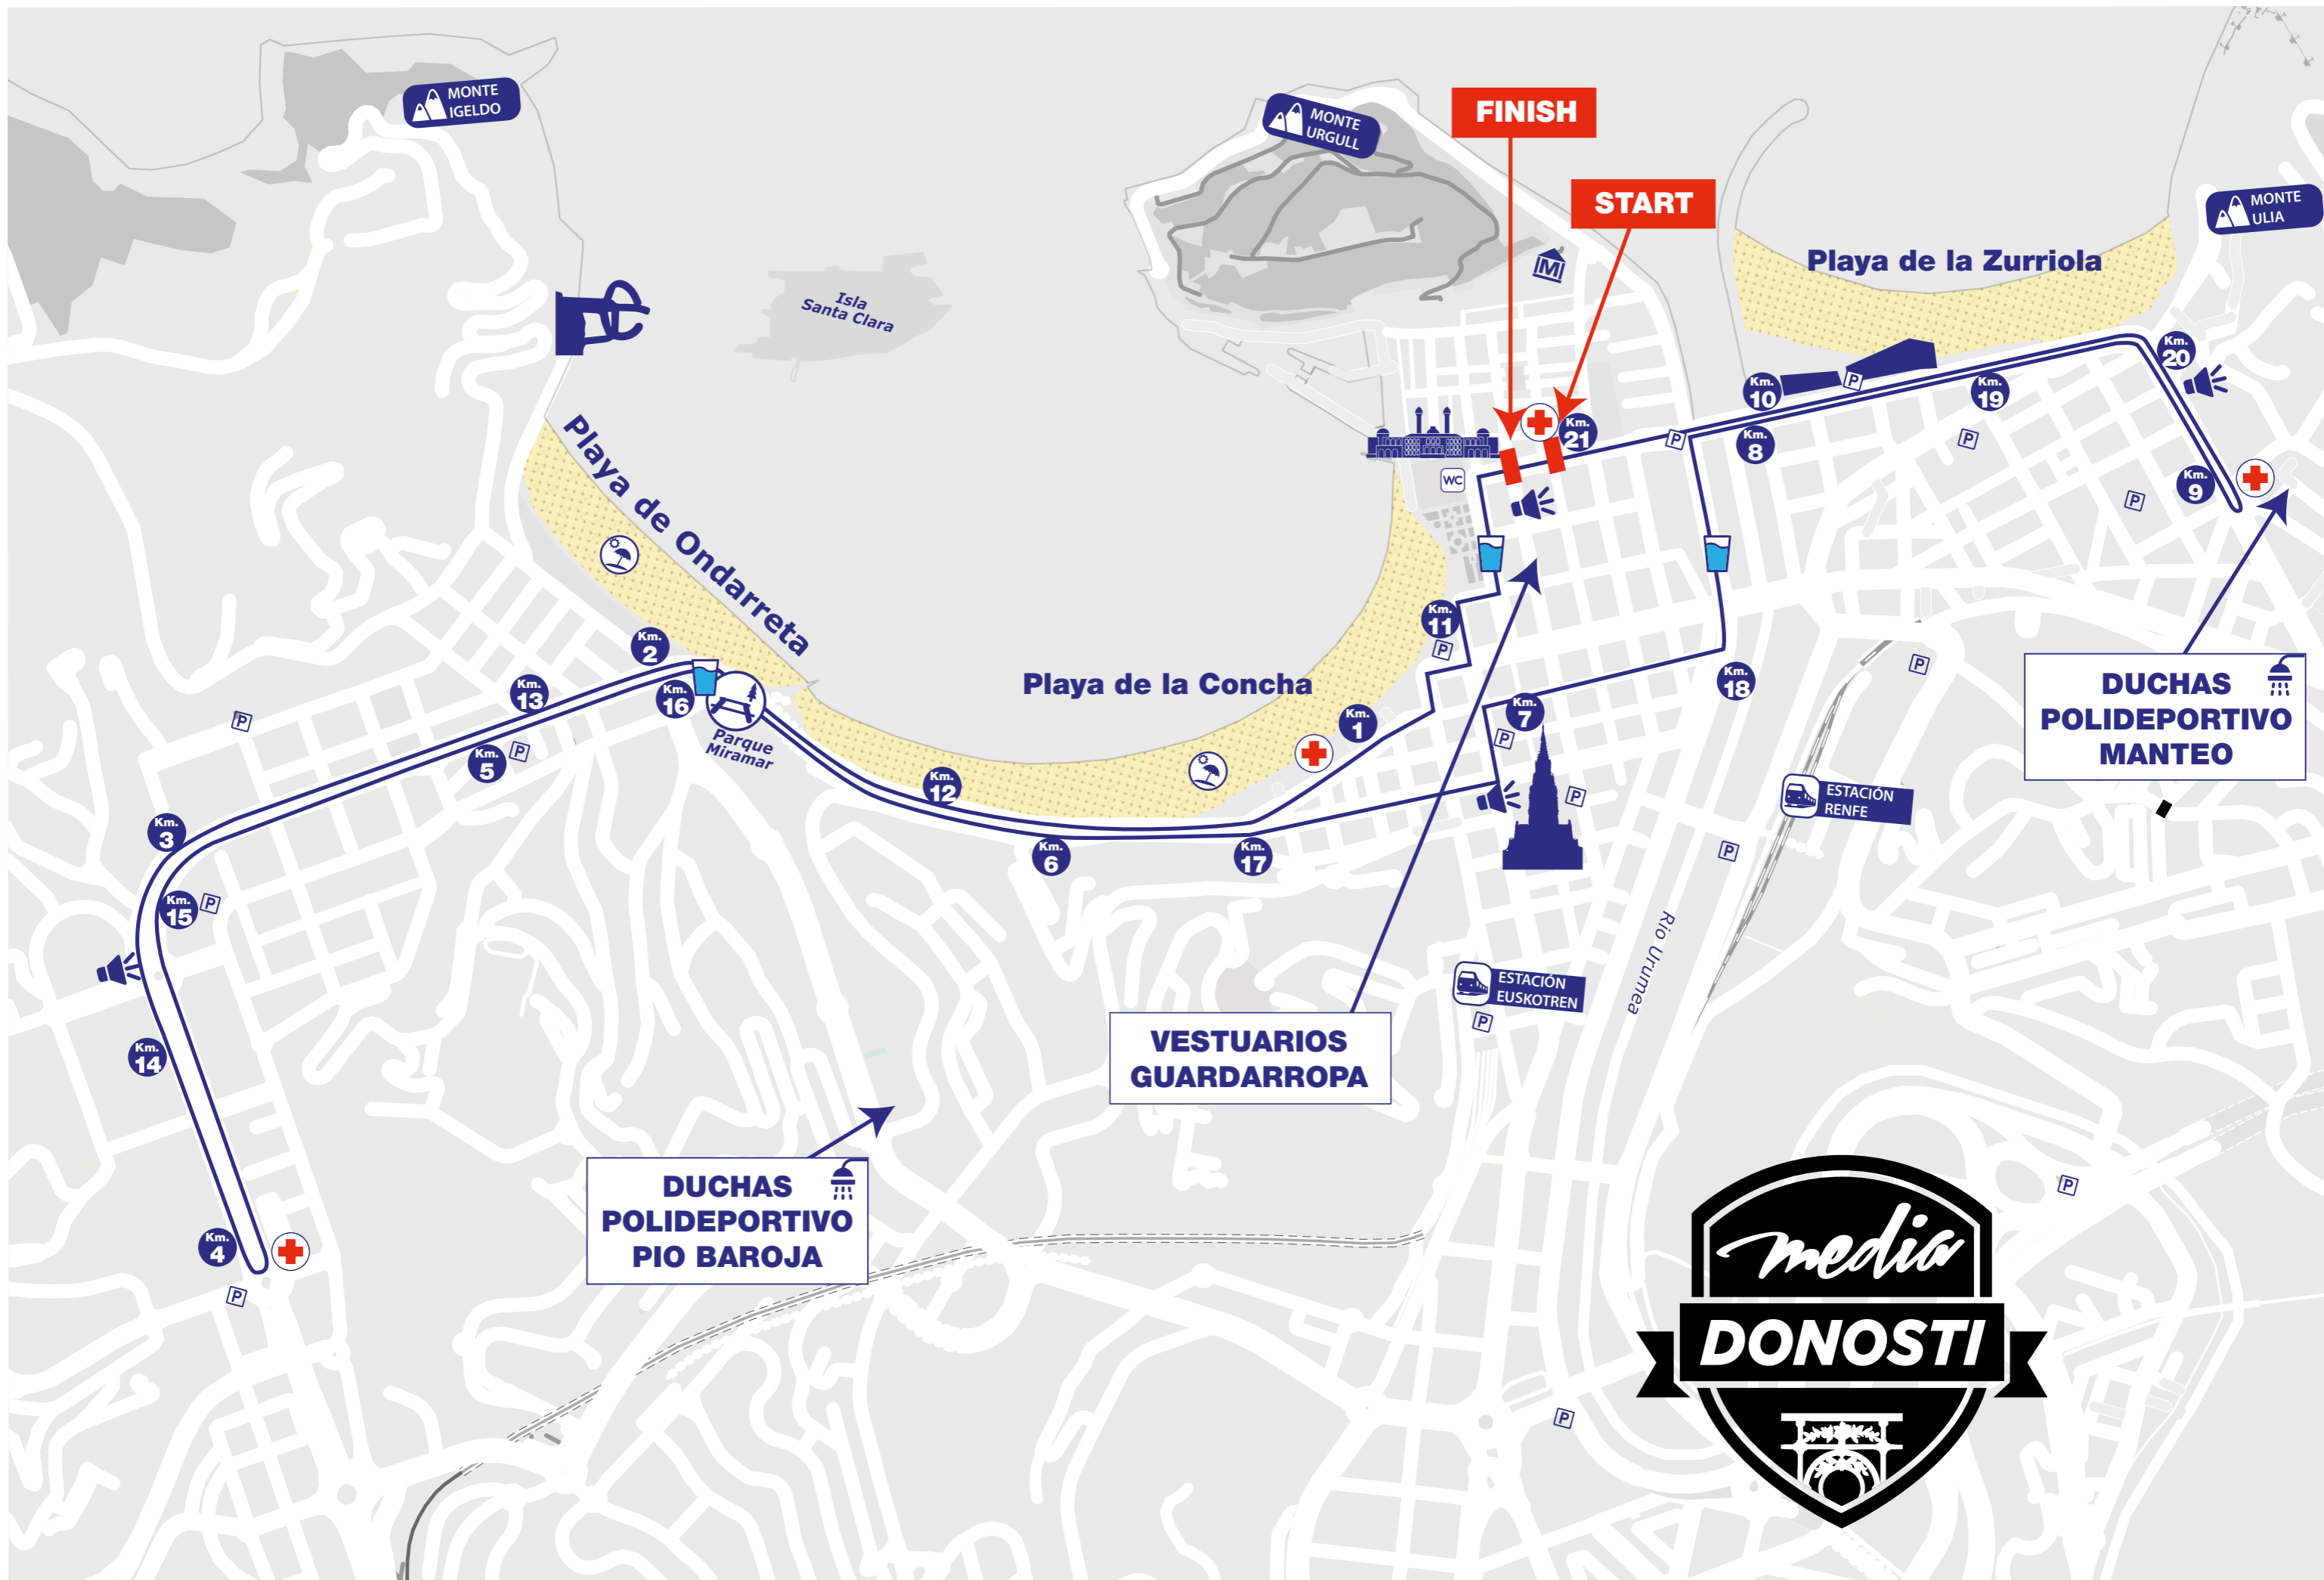 MONTE
IGELDO
MONTE
URGULL
FINISH
START
MONTE
ULIA
Playa de la Zurriola
Isla
Santa Clara
M
Km.
20
Km.
10
P
Km.
19
Km.
21
P
Km.
8
P
WC
Km.
9
P
Playa de Ondarreta
Km.
11
P
Km.
2
Km.
13
Km.
16
Playa de la Concha
Km.
18
P
DUCHAS
POLIDEPORTIVO
MANTEO
P
Km.
5
P
Parque
Miramar
Km.
1
Km.
7
P
Km.
12
P
ESTACIÓN
RENFE
Km.
3
Km.
6
Km.
17
P
Km.
15
P
Rio Urumea
ESTACIÓN
EUSKOTREN
P
Km.
14
VESTUARIOS
GUARDARROPA
DUCHAS
POLIDEPORTIVO
PIO BAROJA
P
Km.
4
P
media
DONOSTI
P